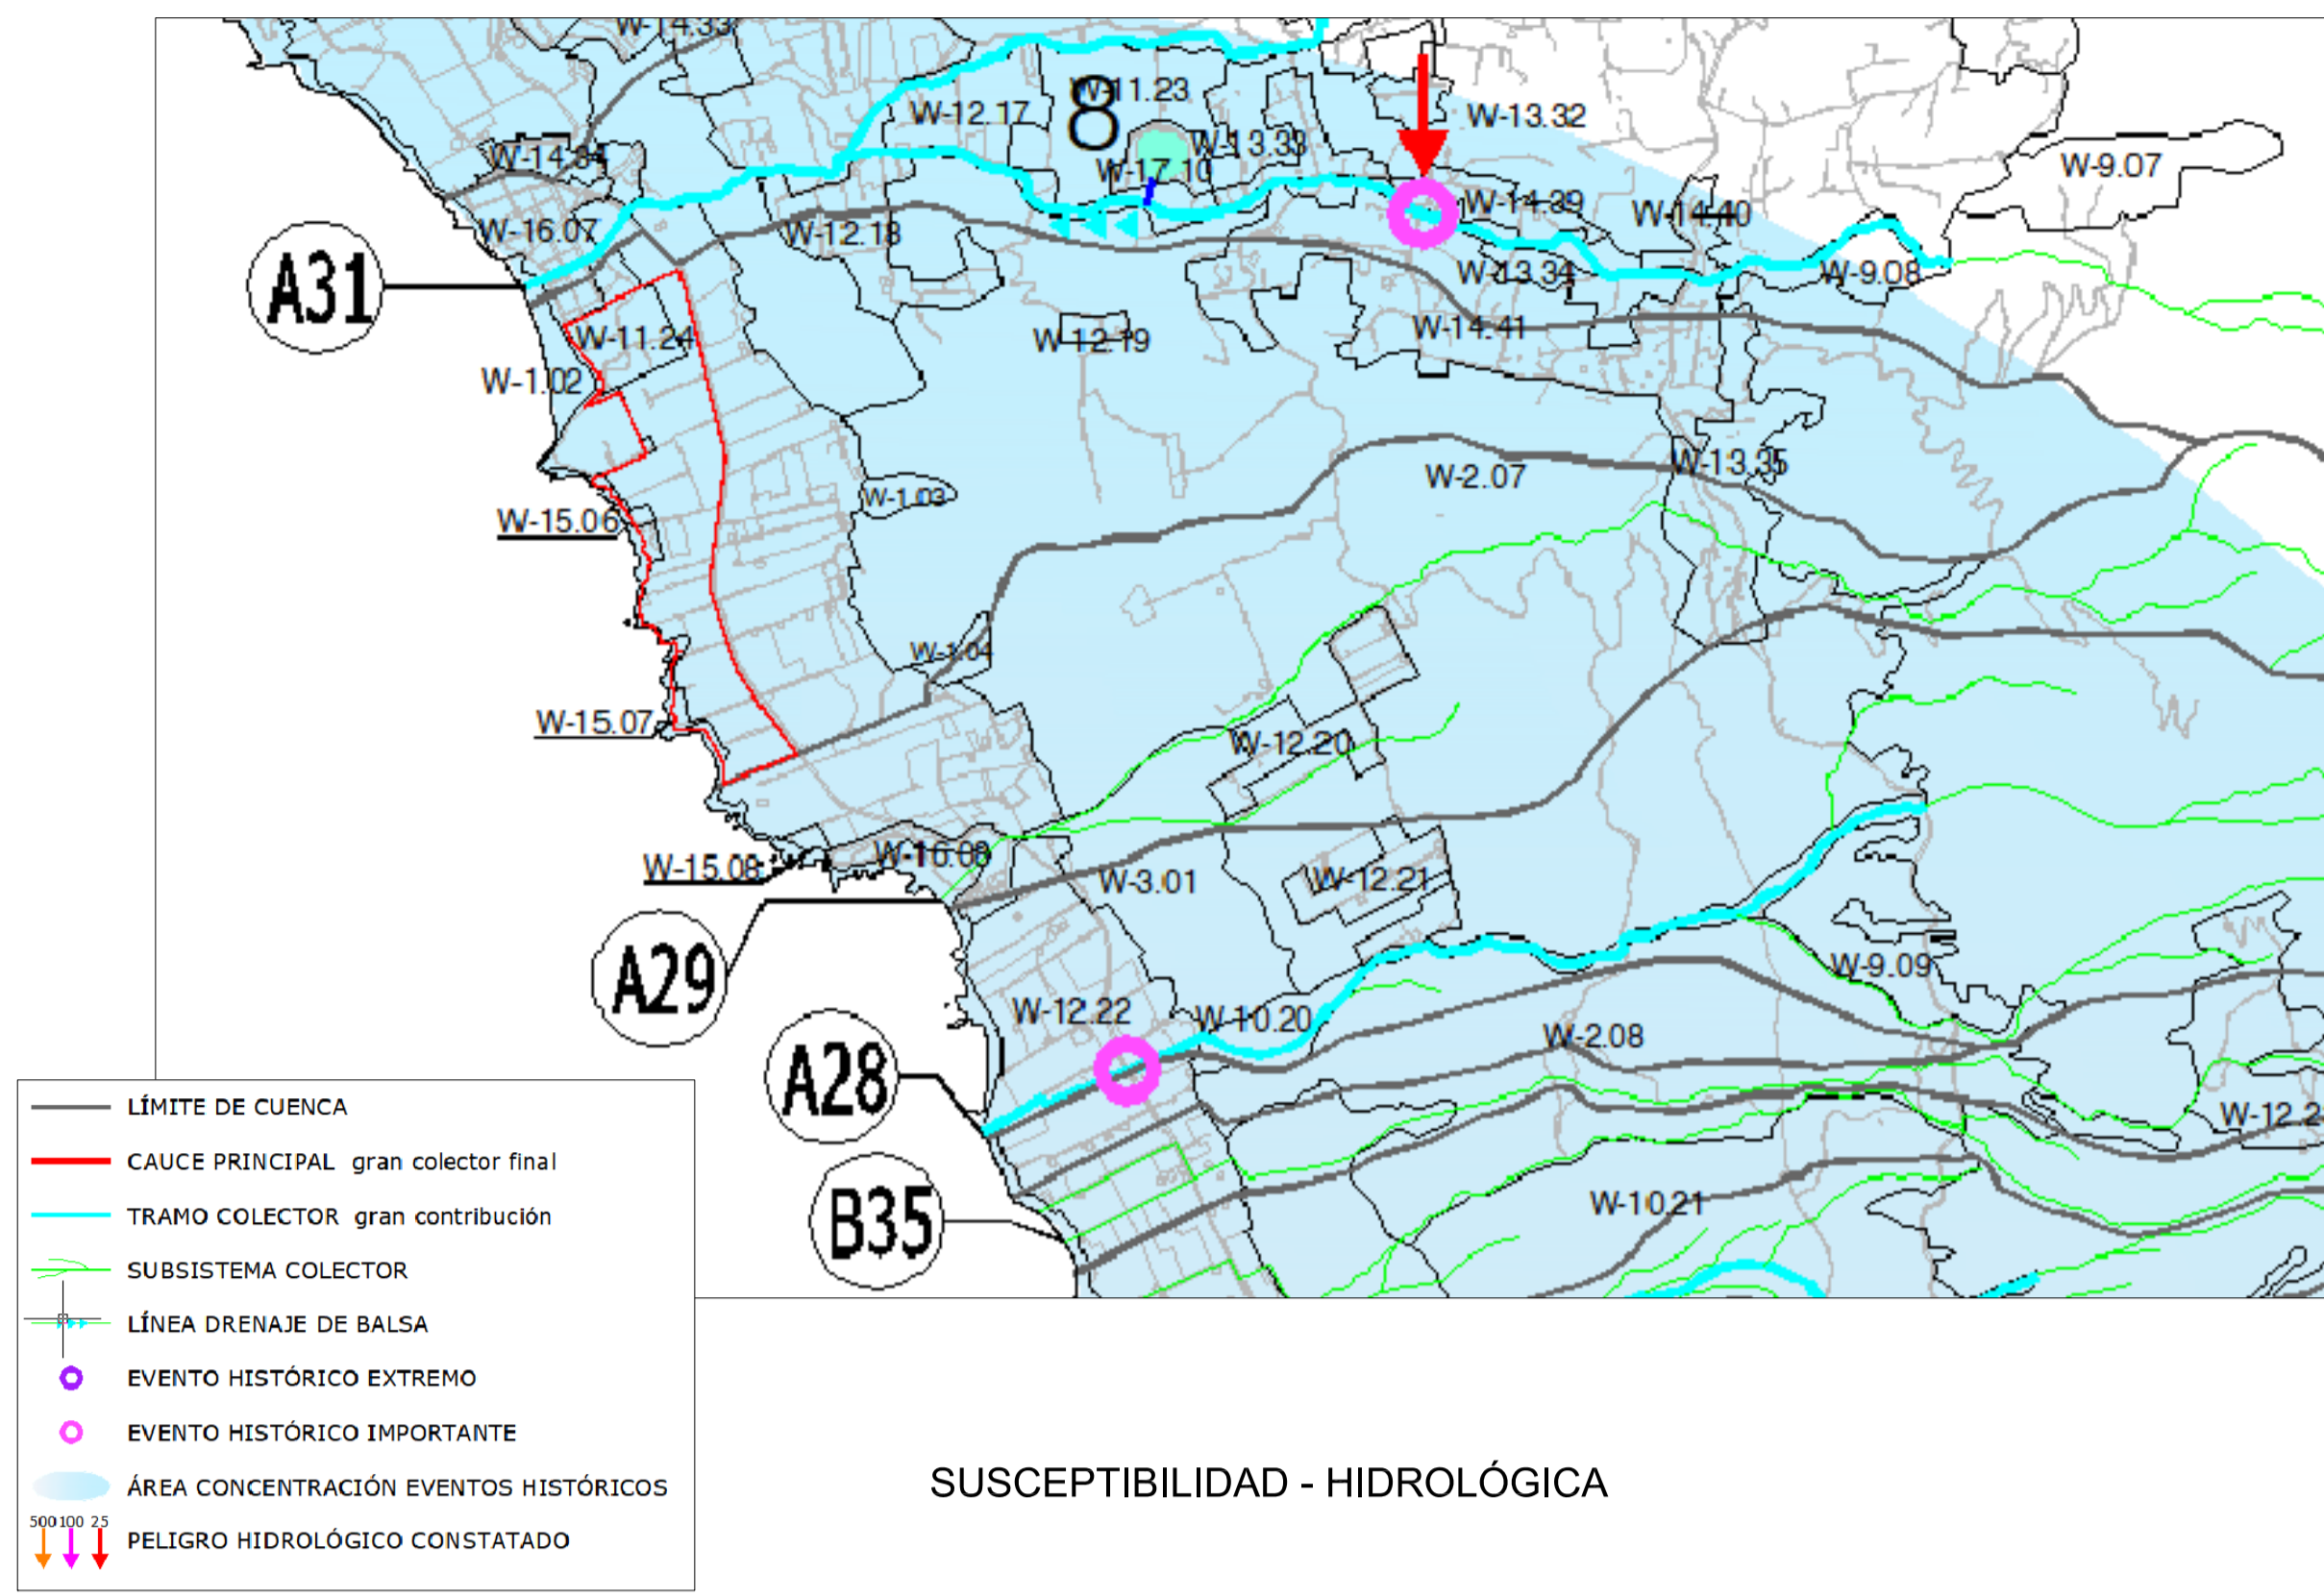 W-14.33
W-11.23
8
W-12.17
W-13.32
W-13.33
W-14.34
W-17.10
W-9.07
W-14.39
W-14.40
W-16.07
W-12.18
A31
W-13.34
W-9.08
W-11.24
W-12.19
W-14.41
W-1.02
W-13.35
W-2.07
W-1.03
W-15.06
W-1.04
W-15.07
W-12.20
W-15.08
W-3.01
W-12.21
A29
W-9.09
W-12.22
W-10.20
W-2.08
A28
W-12.2
B35
W-10.21
LÍMITE DE CUENCA
CAUCE PRINCIPAL gran colector final
TRAMO COLECTOR gran contribución
SUBSISTEMA COLECTOR
LÍNEA DRENAJE DE BALSA
EVENTO HISTÓRICO EXTREMO
EVENTO HISTÓRICO IMPORTANTE
ÁREA CONCENTRACIÓN EVENTOS HISTÓRICOS
500 100 25
PELIGRO HIDROLÓGICO CONSTATADO
SUSCEPTIBILIDAD - HIDROLÓGICA